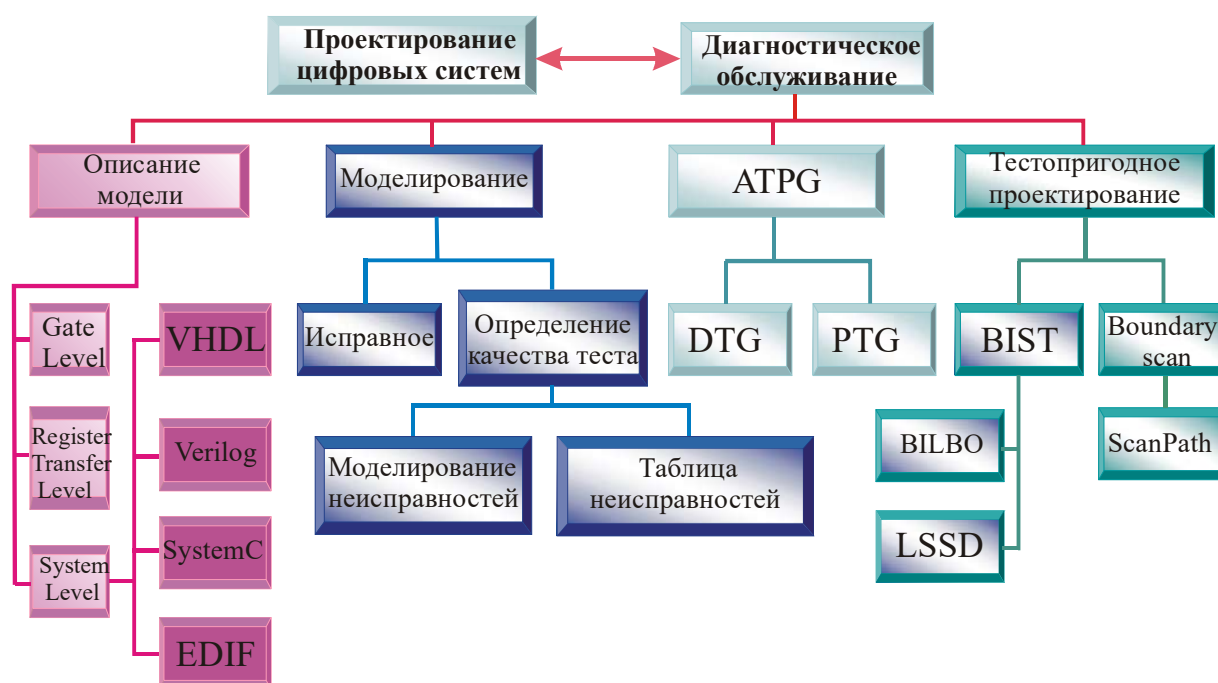 Проектирование
цифровых систем
Диагностическое
обслуживание
Описание
модели
Моделирование
ATPG
Тестопригодное
проектирование
Gate
Level
Register
Transfer
Level
System
Level
VHDL
Verilog
SystemC
EDIF
Исправное
Определение
качества теста
Моделирование
неисправностей
Таблица
неисправностей
DTG
PTG
BIST
Boundary
scan
BILBO
LSSD
ScanPath